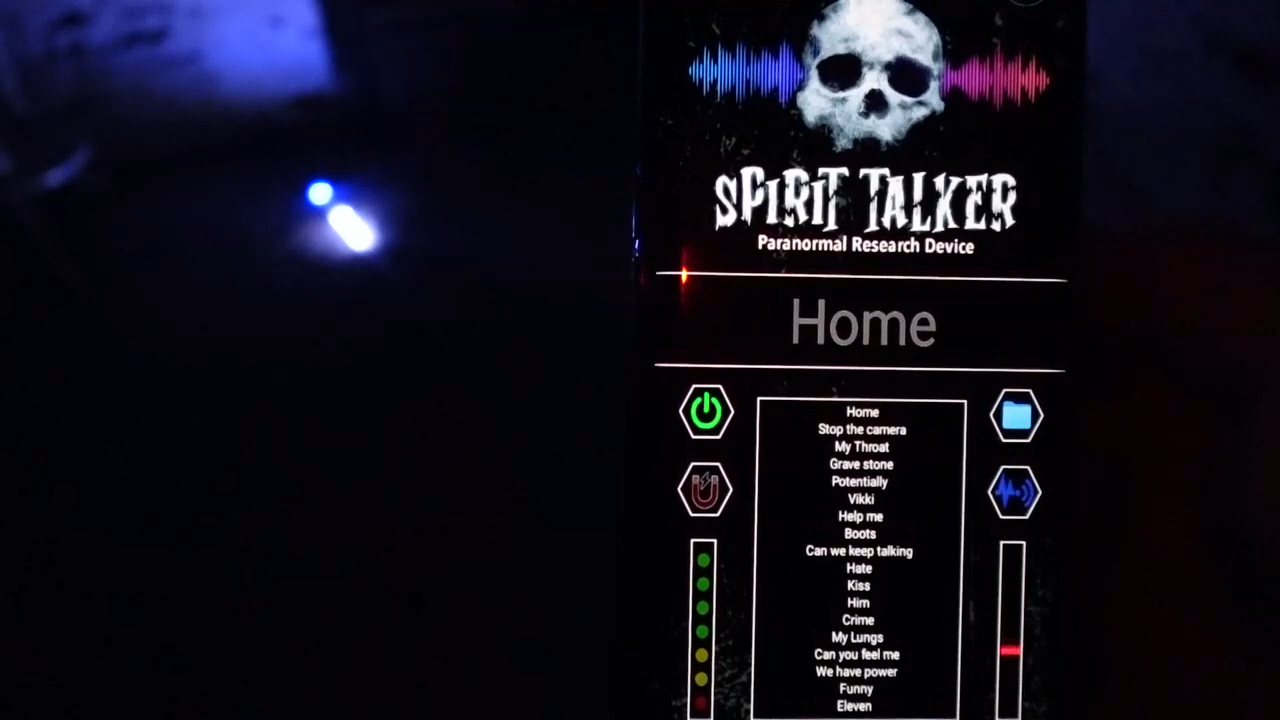 SPIRIT TALKER
Paranormal Research Device
Home
Home
Stop the camera
My Throat
Grave stone
Potentially
Vikki
Help me
Boots
Can we keep talking
Hate
Kiss
Him
Crime
My Lungs
Can you feel me
We have power
Funny
Eleven